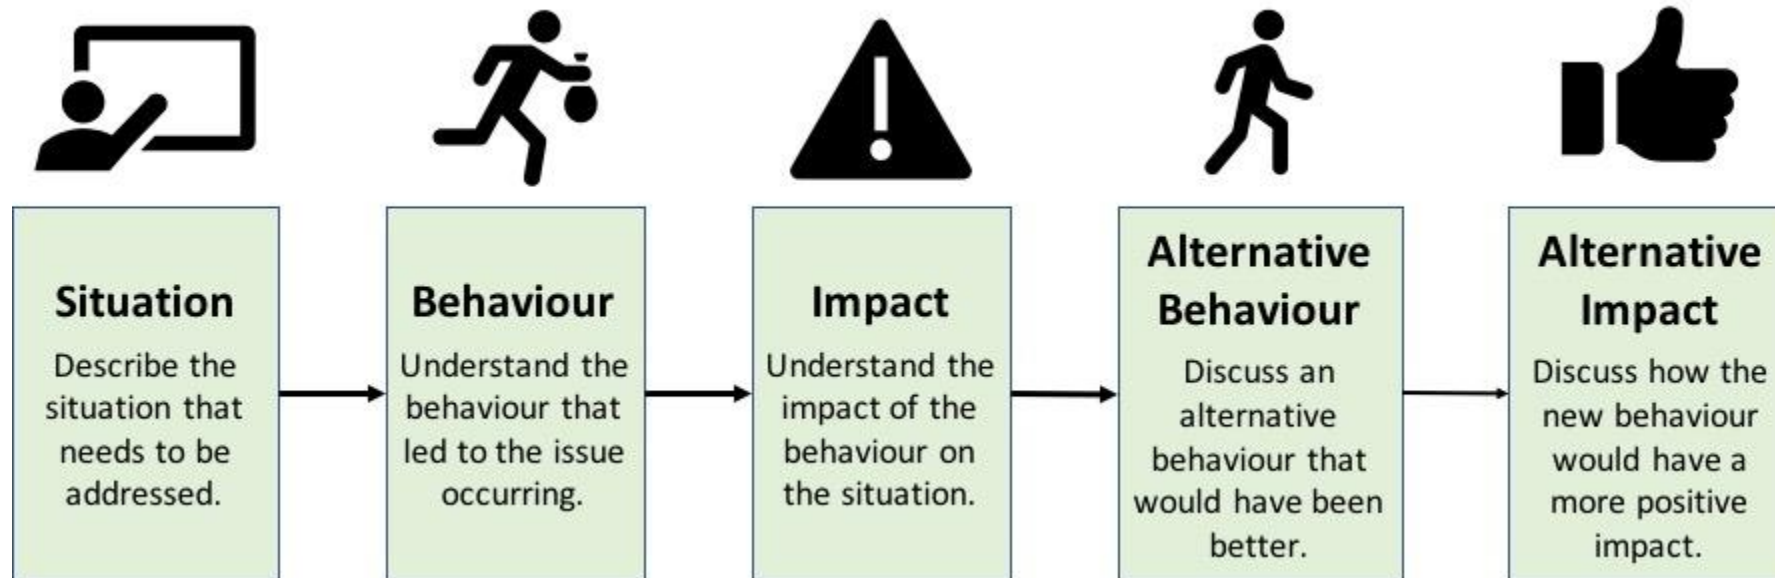 Situation
Describe the
situation that
needs to be
addressed.
Behaviour
Understand the
behaviour that
led to the issue
occurring.
Impact
Understand the
impact of the
behaviour on
the situation.
Alternative
Behaviour
Discuss an
alternative
behaviour that
would have been
better.
Alternative
Impact
Discuss how the
new behaviour
would have a
more positive
impact.